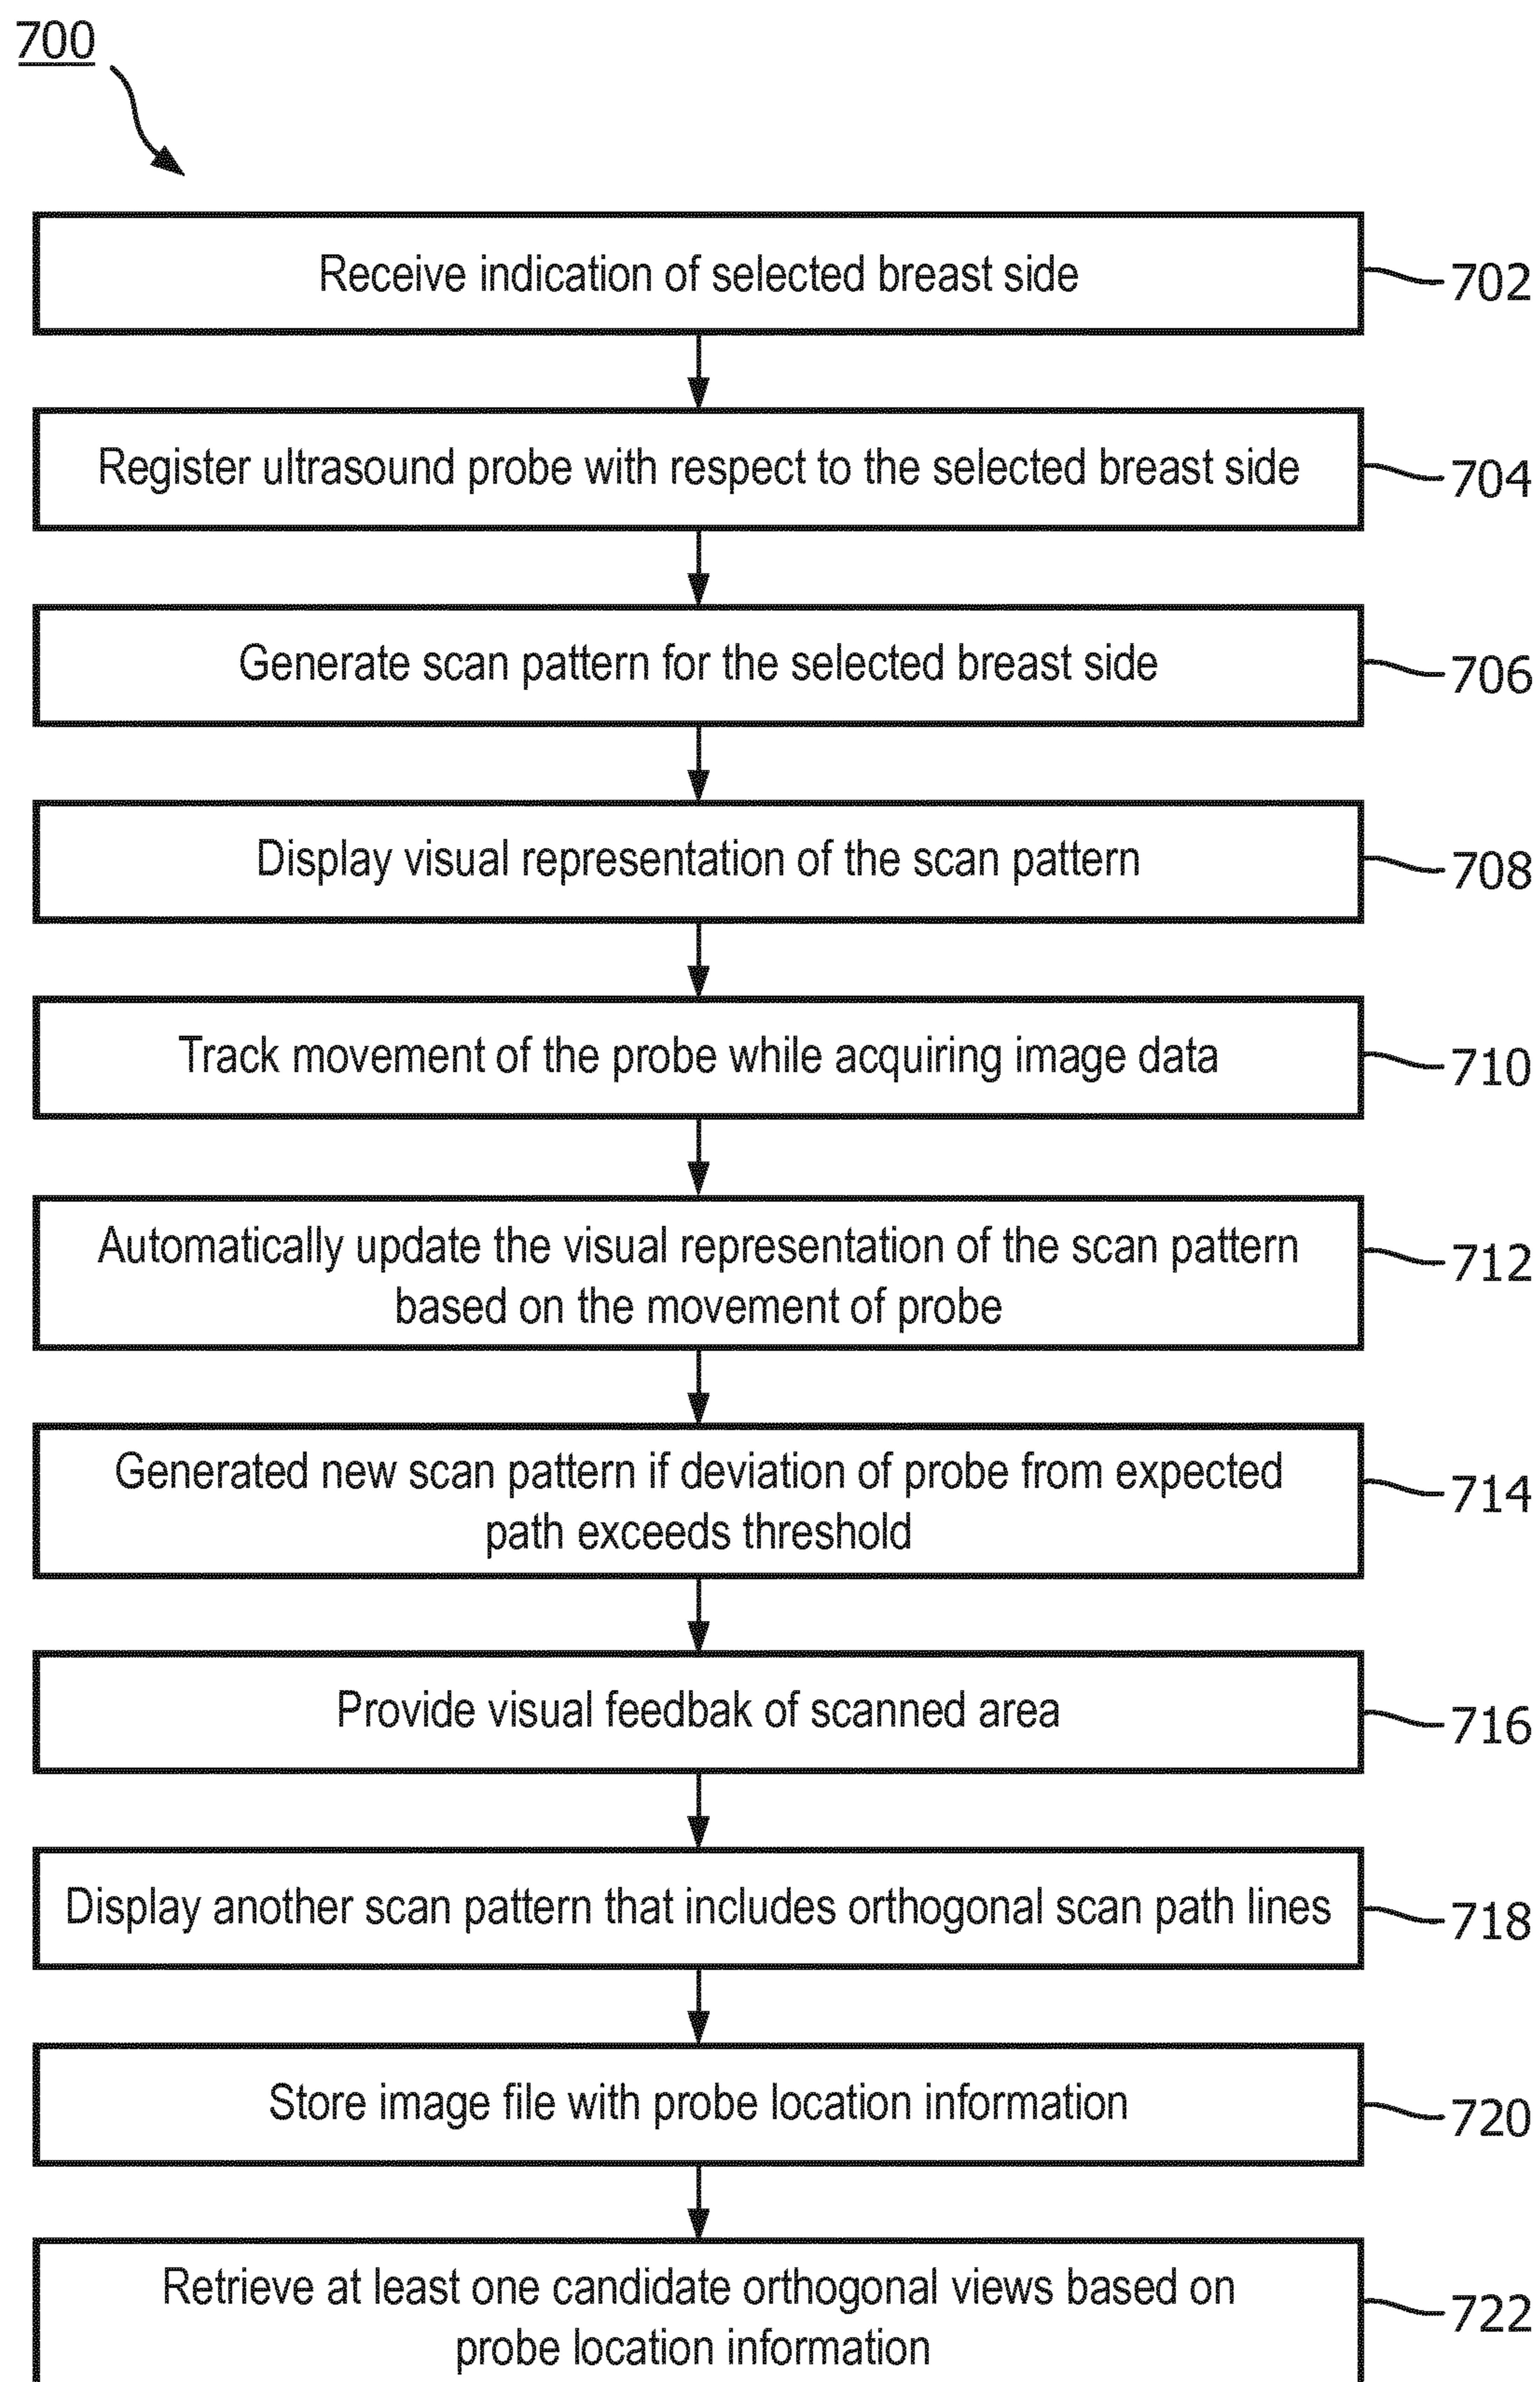 700
Receive indication of selected breast side
702
Register ultrasound probe with respect to the selected breast side
704
Generate scan pattern for the selected breast side
706
Display visual representation of the scan pattern
708
Track movement of the probe while acquiring image data
710
Automatically update the visual representation of the scan pattern
based on the movement of probe
712
Generated new scan pattern if deviation of probe from expected
path exceeds threshold
714
Provide visual feedbak of scanned area
716
Display another scan pattern that includes orthogonal scan path lines
718
Store image file with probe location information
720
Retrieve at least one candidate orthogonal views based on
probe location information
722